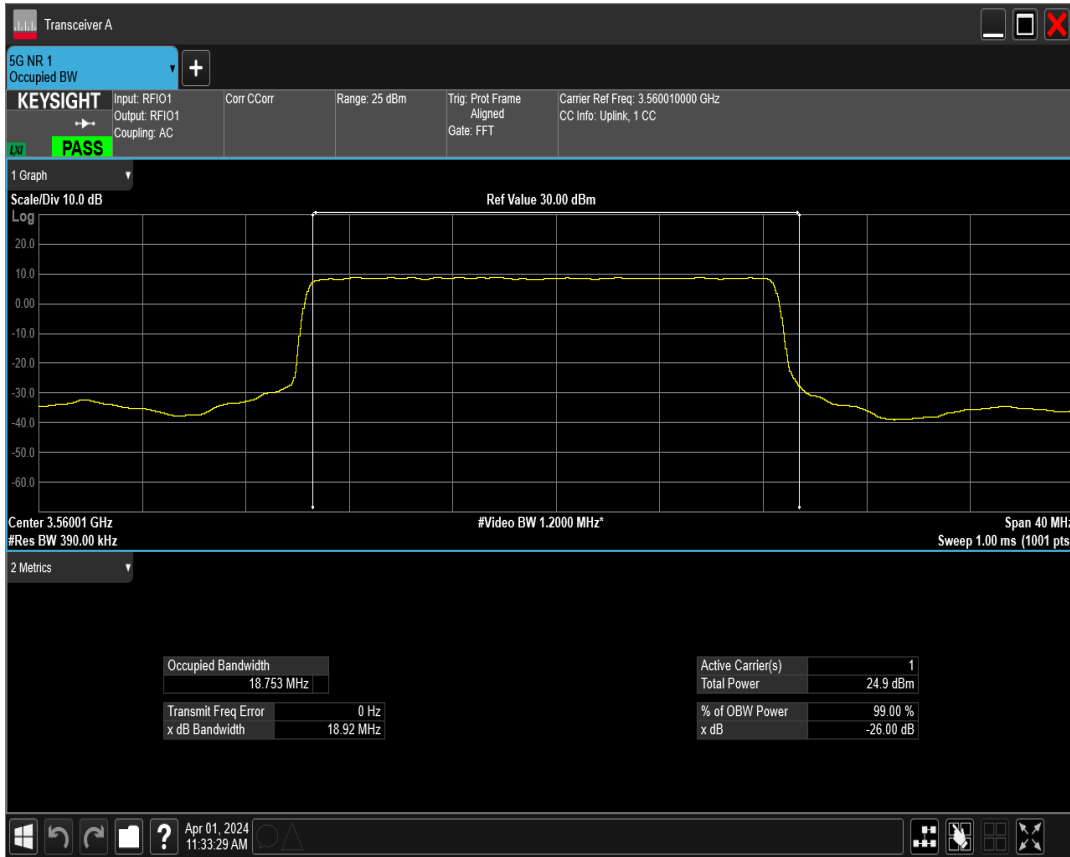 Transceiver A
5G NR 1
Occupied BW
+
KEYSIGHT
LXI
PASS
Input: RFIO1
Output: RFIO1
Coupling: AC
Corr CCorr
Range: 25 dBm
Trig: Prot Frame
Aligned
Gate: FFT
Carrier Ref Freq: 3.560010000 GHz
CC Info: Uplink, 1 CC
1 Graph
Scale/Div 10.0 dB
Ref Value 30.00 dBm
Log
20.0
10.0
0.00
-10.0
-20.0
-30.0
-40.0
-50.0
-60.0
Center 3.56001 GHz
#Video BW 1.2000 MHz*
Span 40 MHz
#Res BW 390.00 kHz
Sweep 1.00 ms (1001 pts
2 Metrics
Occupied Bandwidth
18.753 MHz
Transmit Freq Error 0 Hz
x dB Bandwidth 18.92 MHz
Active Carrier(s) 1
Total Power 24.9 dBm
% of OBW Power 99.00 %
x dB -26.00 dB
?
Apr 01, 2024
11:33:29 AM